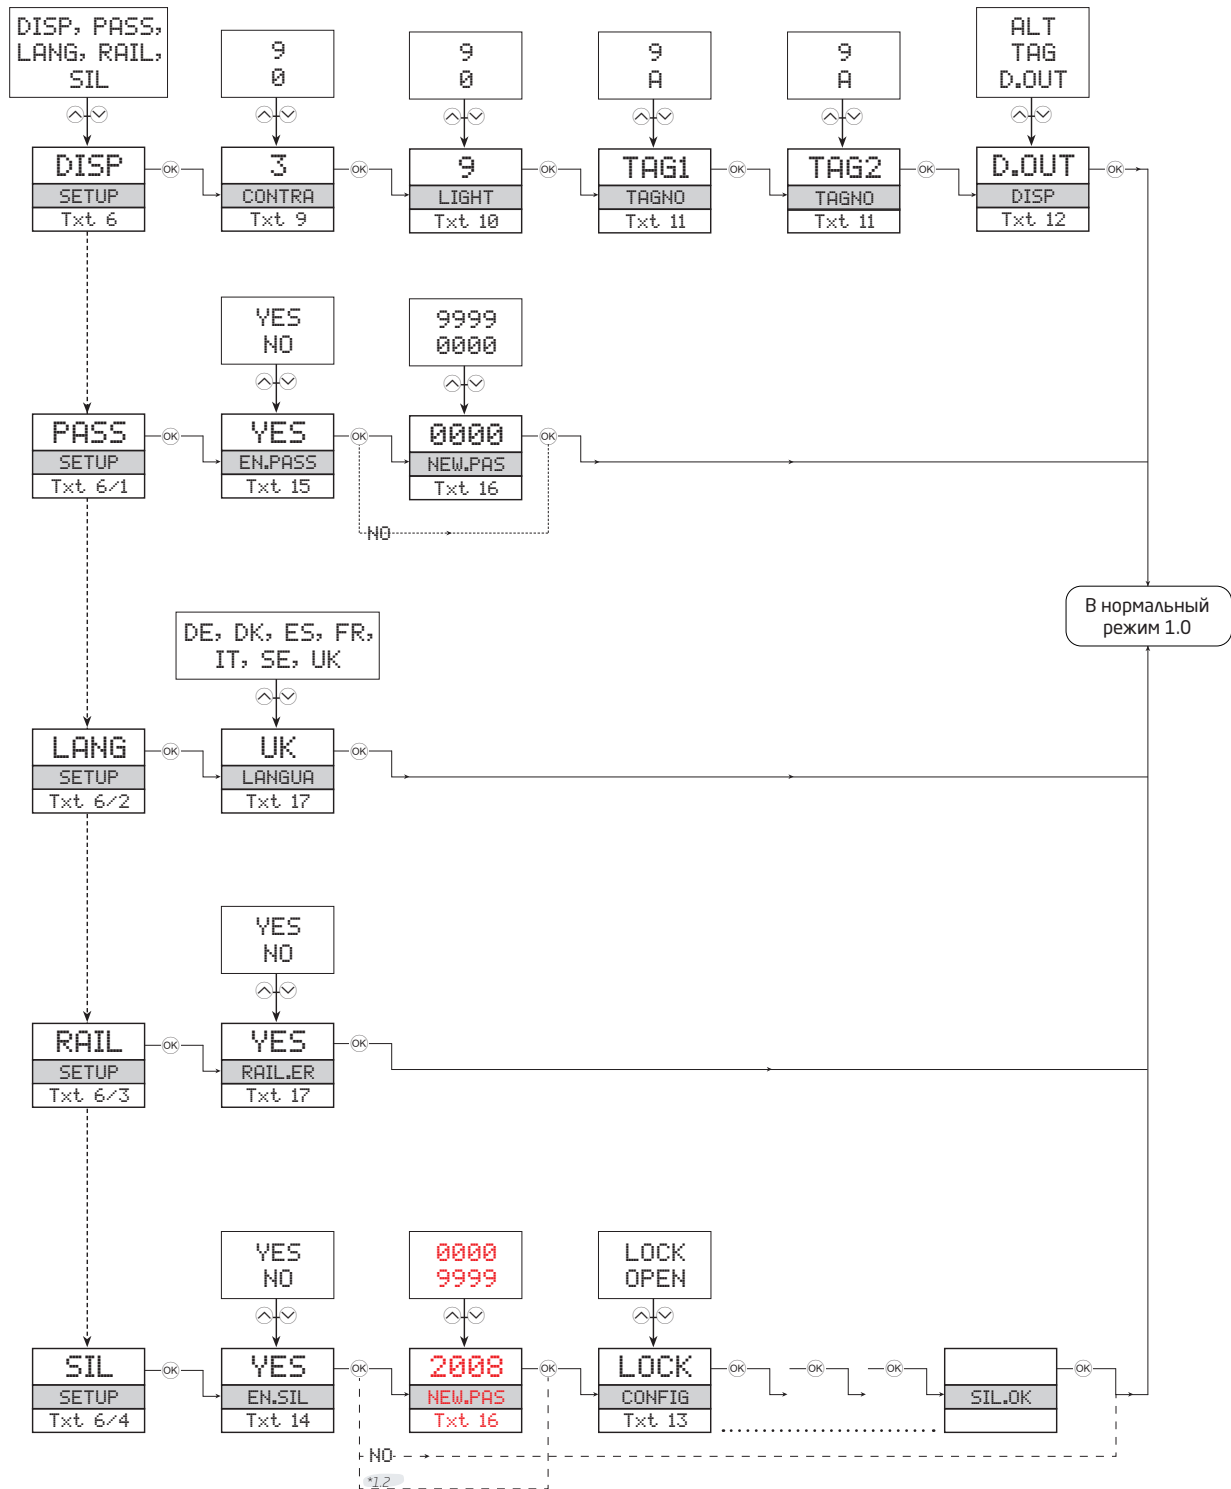 DISP, PASS,
LANG, RAIL,
SIL
9
0
9
0
9
A
9
A
ALT
TAG
D.OUT
DISP
SETUP
Txt 6
OK
3
CONTRA
Txt 9
OK
9
LIGHT
Txt 10
OK
TAG1
TAGNO
Txt 11
OK
TAG2
TAGNO
Txt 11
OK
D.OUT
DISP
Txt 12
OK
YES
NO
9999
0000
PASS
SETUP
Txt 6/1
OK
YES
EN.PASS
Txt 15
OK
0000
NEW.PAS
Txt 16
OK
NO
В нормальный
режим 1.0
DE, DK, ES, FR,
IT, SE, UK
LANG
SETUP
Txt 6/2
OK
UK
LANGUA
Txt 17
OK
YES
NO
RAIL
SETUP
Txt 6/3
OK
YES
RAIL.ER
Txt 17
OK
YES
NO
0000
9999
LOCK
OPEN
SIL
SETUP
Txt 6/4
OK
YES
EN.SIL
Txt 14
OK
2008
NEW.PAS
Txt 16
OK
LOCK
CONFIG
Txt 13
OK
OK
OK
SIL.OK
OK
NO
*1.2